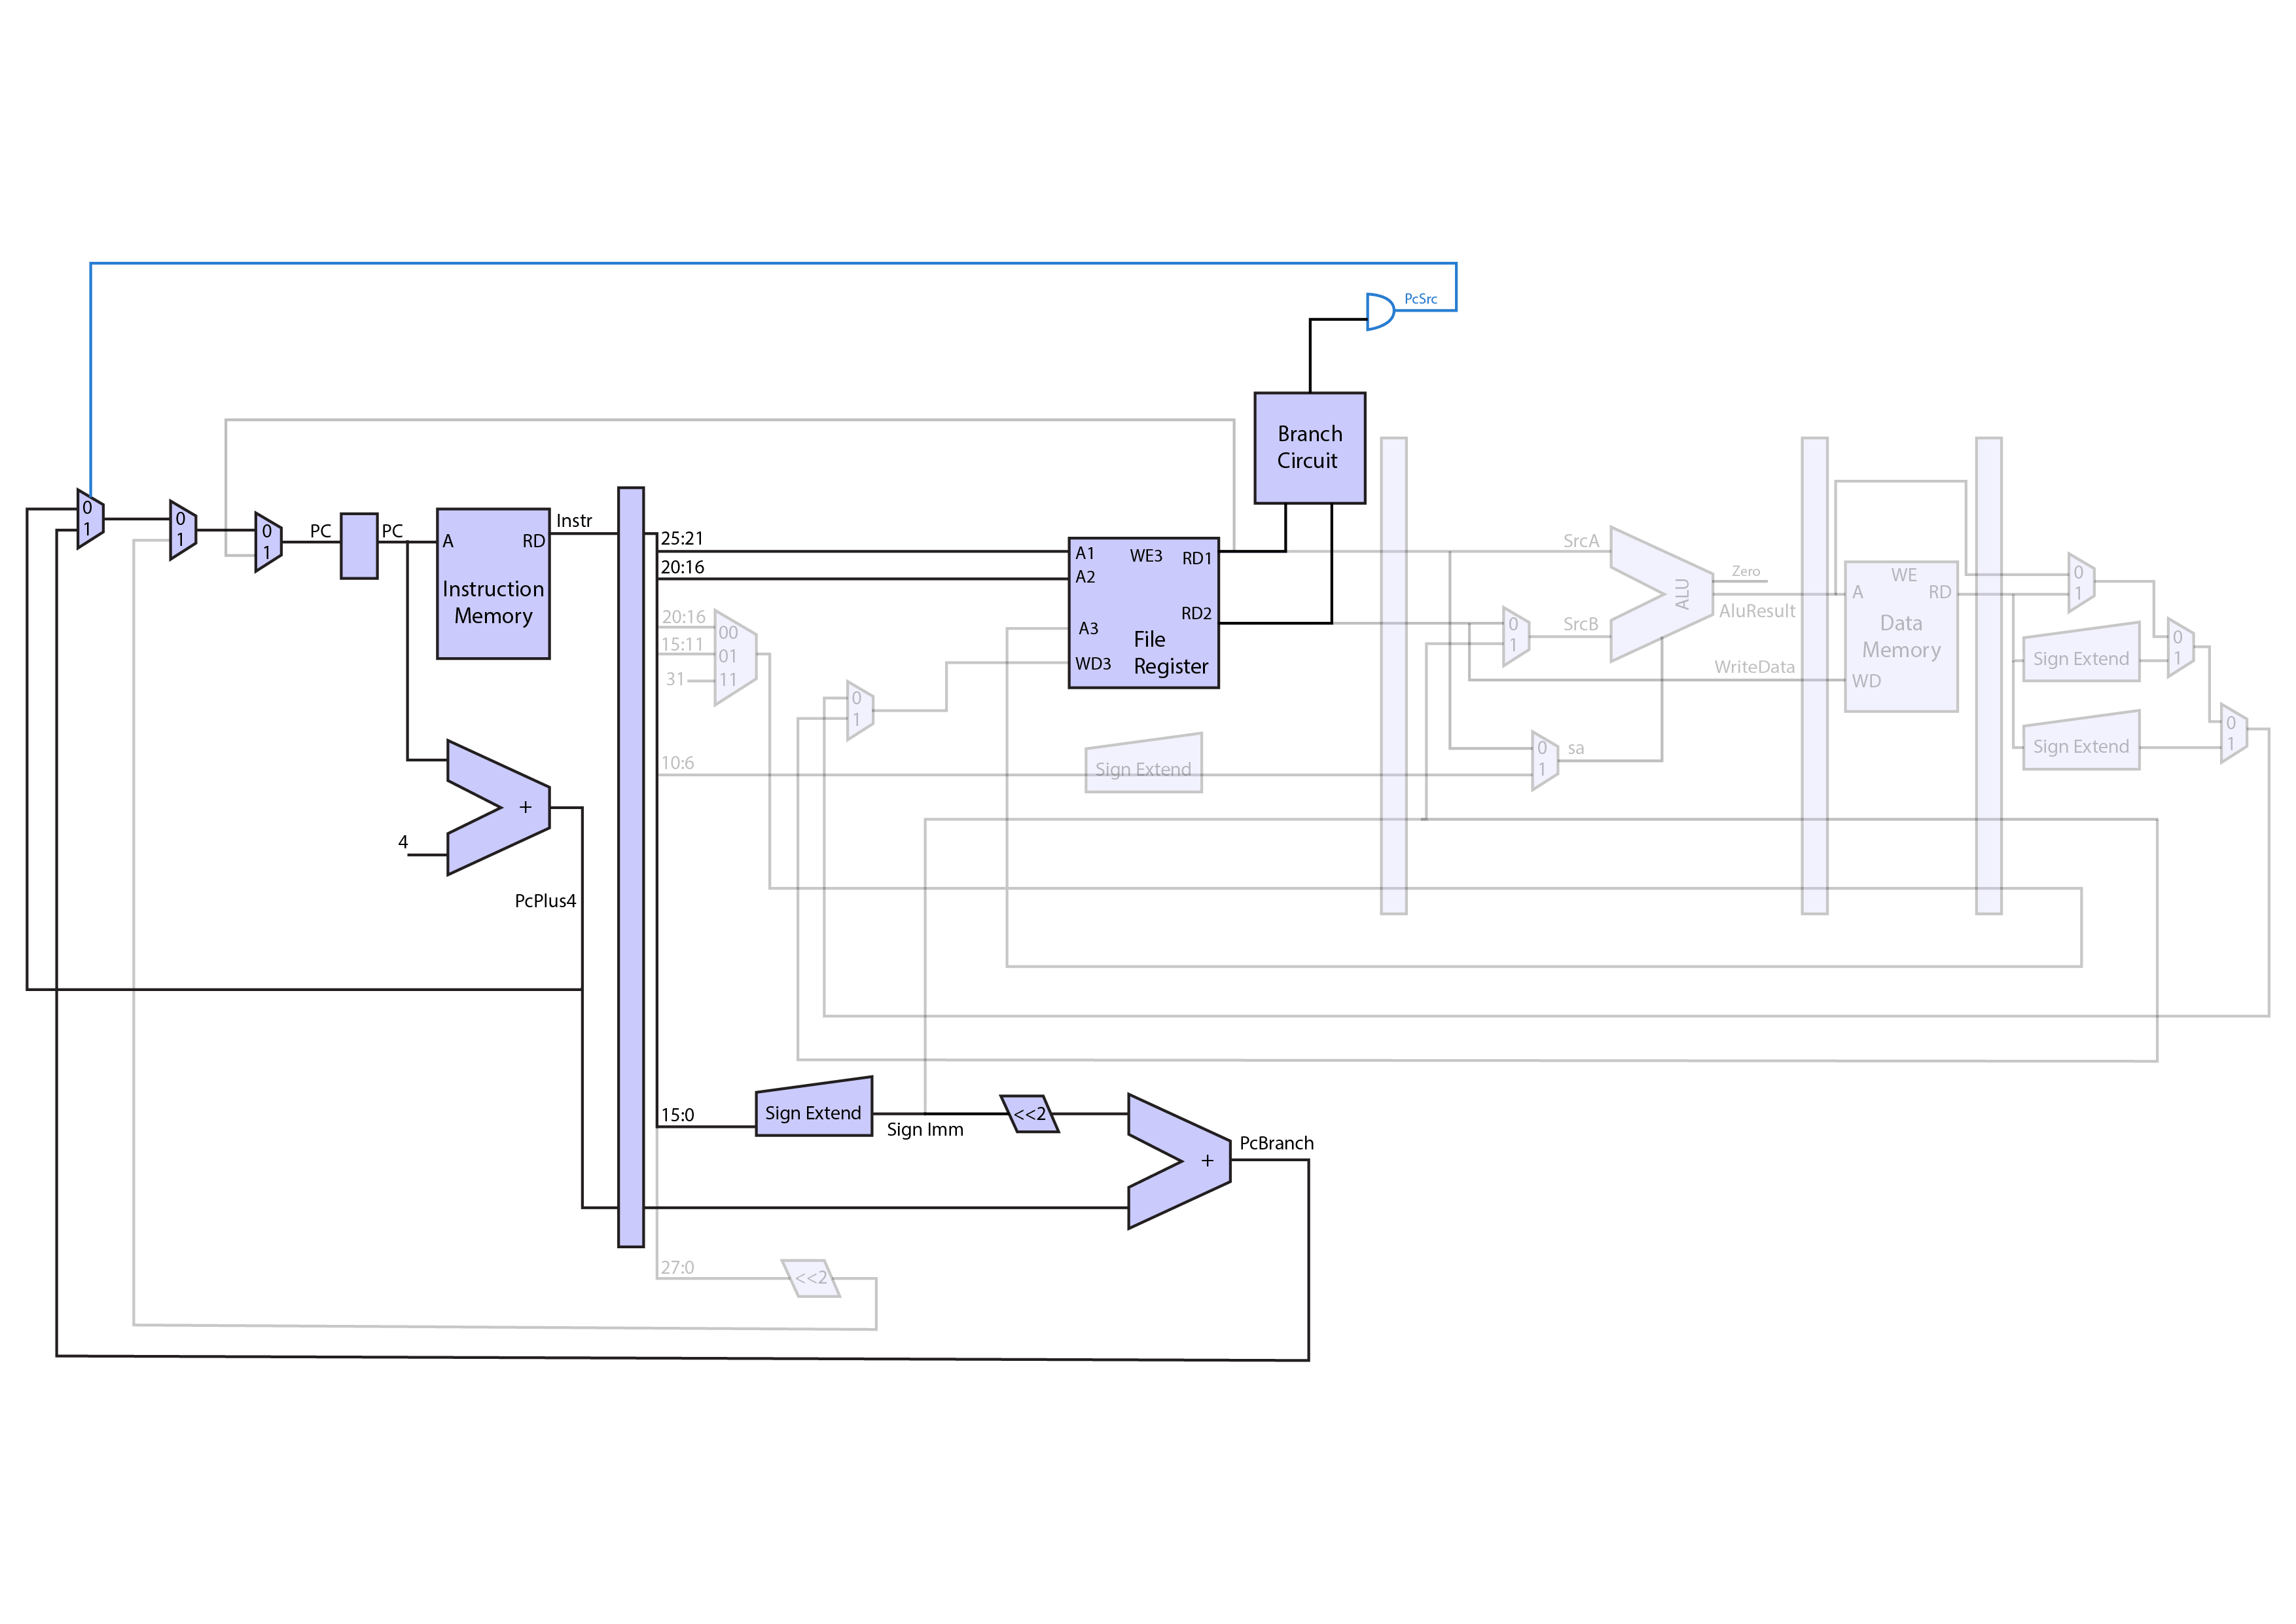 PcSrc
Branch
Circuit
0
1
0
1
0
1
PC
PC
A
RD
Instruction
Memory
Instr
25:21
20:16
20:16
15:11
31
00
01
11
10:6
A1
WE3
RD1
A2
RD2
A3
File
WD3
Register
0
1
Sign Extend
SrcA
SrcB
0
1
0
1
sa
ALU
Zero
AluResult
WriteData
WE
A
RD
Data
Memory
WD
0
1
Sign Extend
0
1
Sign Extend
0
1
+
4
PcPlus4
15:0
Sign Extend
Sign Imm
<<2
+
PcBranch
27:0
<<2